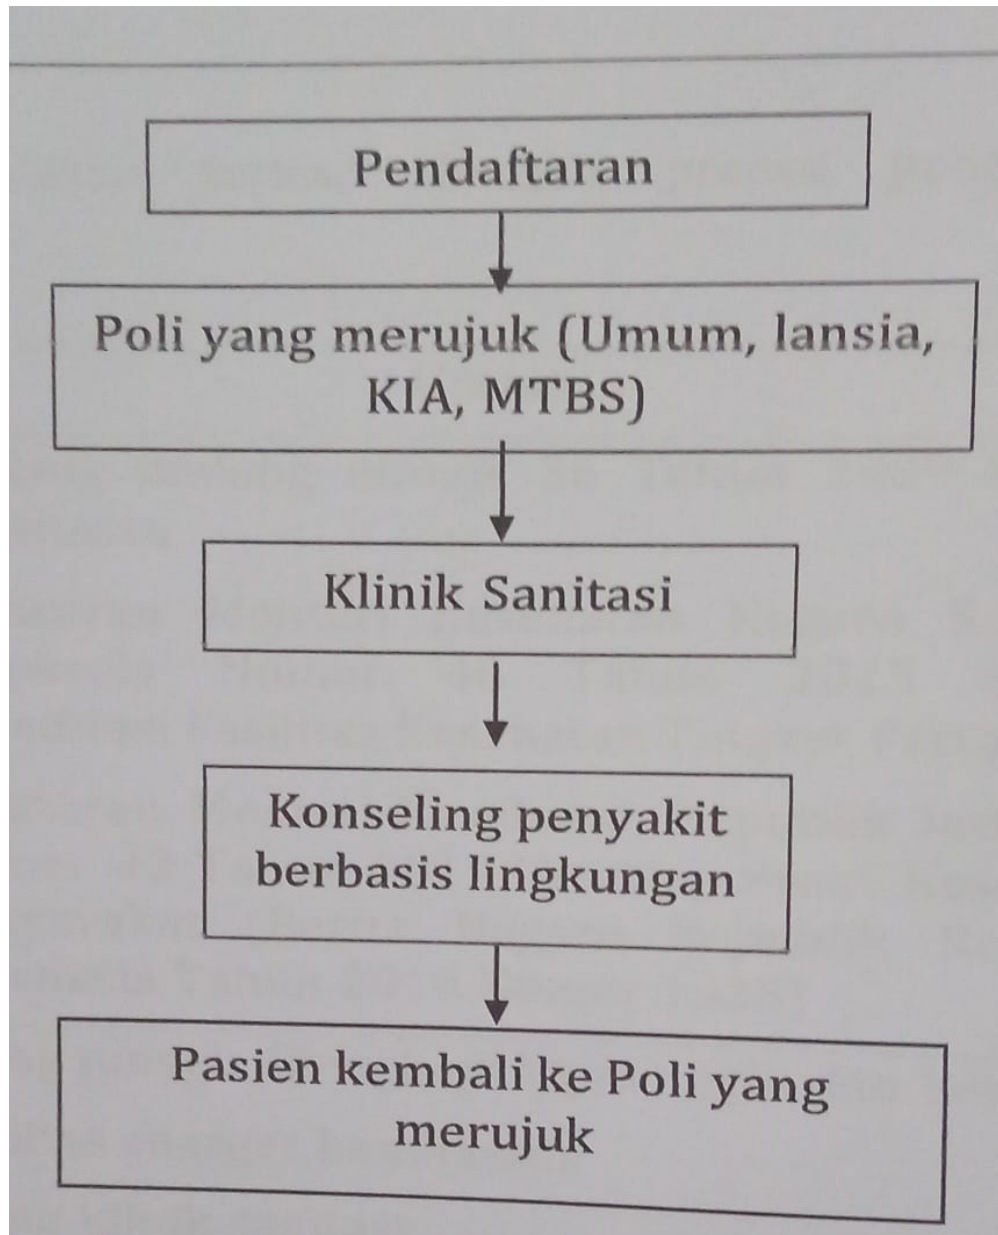 Pendaftaran
Poli yang merujuk (Umum, lansia,
KIA, MTBS)
Klinik Sanitasi
Konseling penyakit
berbasis lingkungan
Pasien kembali ke Poli yang
merujuk